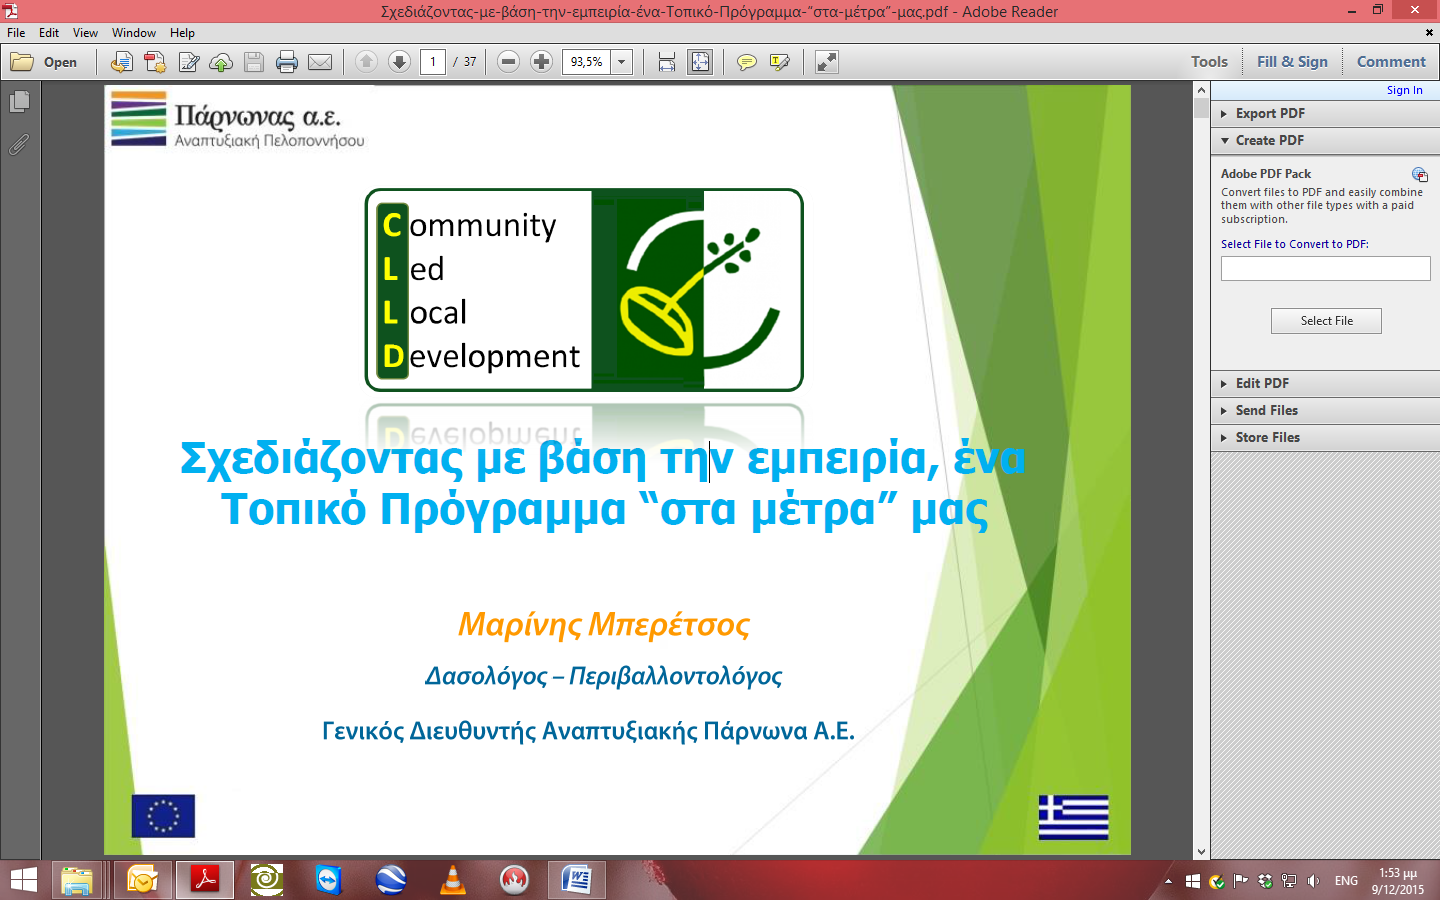 Σχεδιάζοντας-με-βάση-την-εμπειρία-ένα-Τοπικό-Πρόγραμμα-“στα-μέτρα”-μας.pdf - Adobe Reader
File Edit View Window Help
Open 1 / 37 93,5% Tools Fill & Sign Comment
Sign In
Export PDF
Create PDF
Adobe PDF Pack
Convert files to PDF and easily combine
them with other file types with a paid
subscription.
Select File to Convert to PDF:
Select File
Edit PDF
Send Files
Store Files
Πάρνωνας α.ε.
Αναπτυξιακή Πελοποννήσου
Community
Led
Local
Development
Σχεδιάζοντας με βάση την εμπειρία, ένα
Τοπικό Πρόγραμμα “στα μέτρα” μας
Μαρίνης Μπερέτσος
Δασολόγος – Περιβαλλοντολόγος
Γενικός Διευθυντής Αναπτυξιακής Πάρνωνα Α.Ε.
ENG
1:53 μμ
9/12/2015